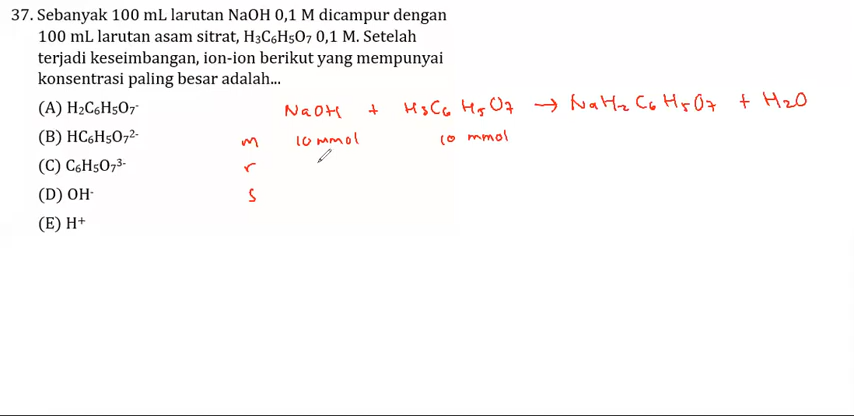 37. Sebanyak 100 mL larutan NaOH 0,1 M dicampur dengan
100 mL larutan asam sitrat, H₃C₆H₅O₇ 0,1 M. Setelah
terjadi keseimbangan, ion-ion berikut yang mempunyai
konsentrasi paling besar adalah...
(A) H₂C₆H₅O₇⁻
NaOH + H₃C₆H₅O₇ → NaH₂C₆H₅O₇ + H₂O
(B) HC₆H₅O₇²⁻
m 10 mmol 10 mmol
(C) C₆H₅O₇³⁻
r
(D) OH⁻
s
(E) H⁺